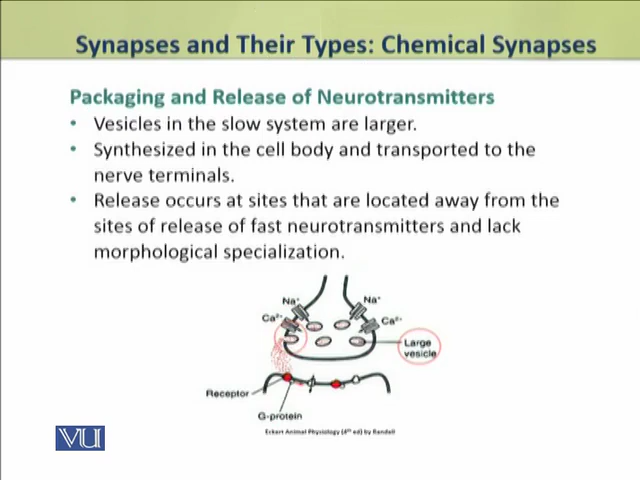 Synapses and Their Types: Chemical Synapses
Packaging and Release of Neurotransmitters
• Vesicles in the slow system are larger.
• Synthesized in the cell body and transported to the
nerve terminals.
• Release occurs at sites that are located away from the
sites of release of fast neurotransmitters and lack
morphological specialization.
Na⁺ Na⁺
Ca²⁺ Ca²⁺
Large
vesicle
Receptor
G-protein
Eckert Animal Physiology (4th ed) by Randall
VU